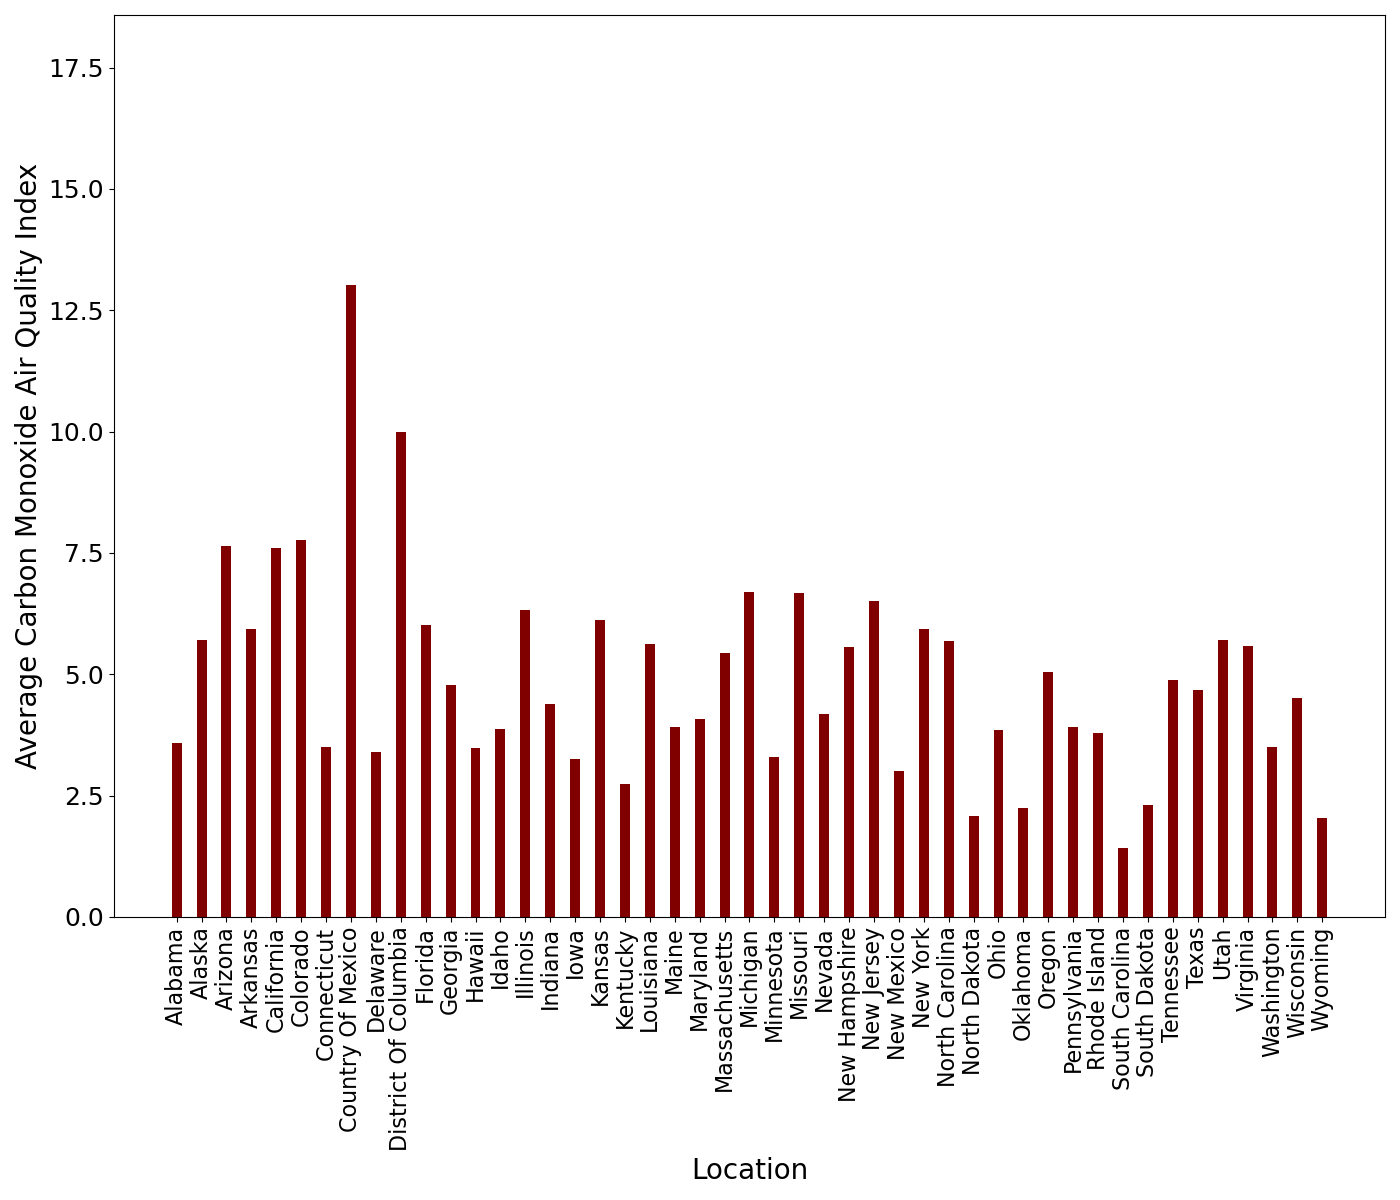 Average Carbon Monoxide Air Quality Index
17.5
15.0
12.5
10.0
7.5
5.0
2.5
0.0
Alabama
Alaska
Arizona
Arkansas
California
Colorado
Connecticut
Country Of Mexico
Delaware
District Of Columbia
Florida
Georgia
Hawaii
Idaho
Illinois
Indiana
Iowa
Kansas
Kentucky
Louisiana
Maine
Maryland
Massachusetts
Michigan
Minnesota
Missouri
Nevada
New Hampshire
New Jersey
New Mexico
New York
North Carolina
North Dakota
Ohio
Oklahoma
Oregon
Pennsylvania
Rhode Island
South Carolina
South Dakota
Tennessee
Texas
Utah
Virginia
Washington
Wisconsin
Wyoming
Location